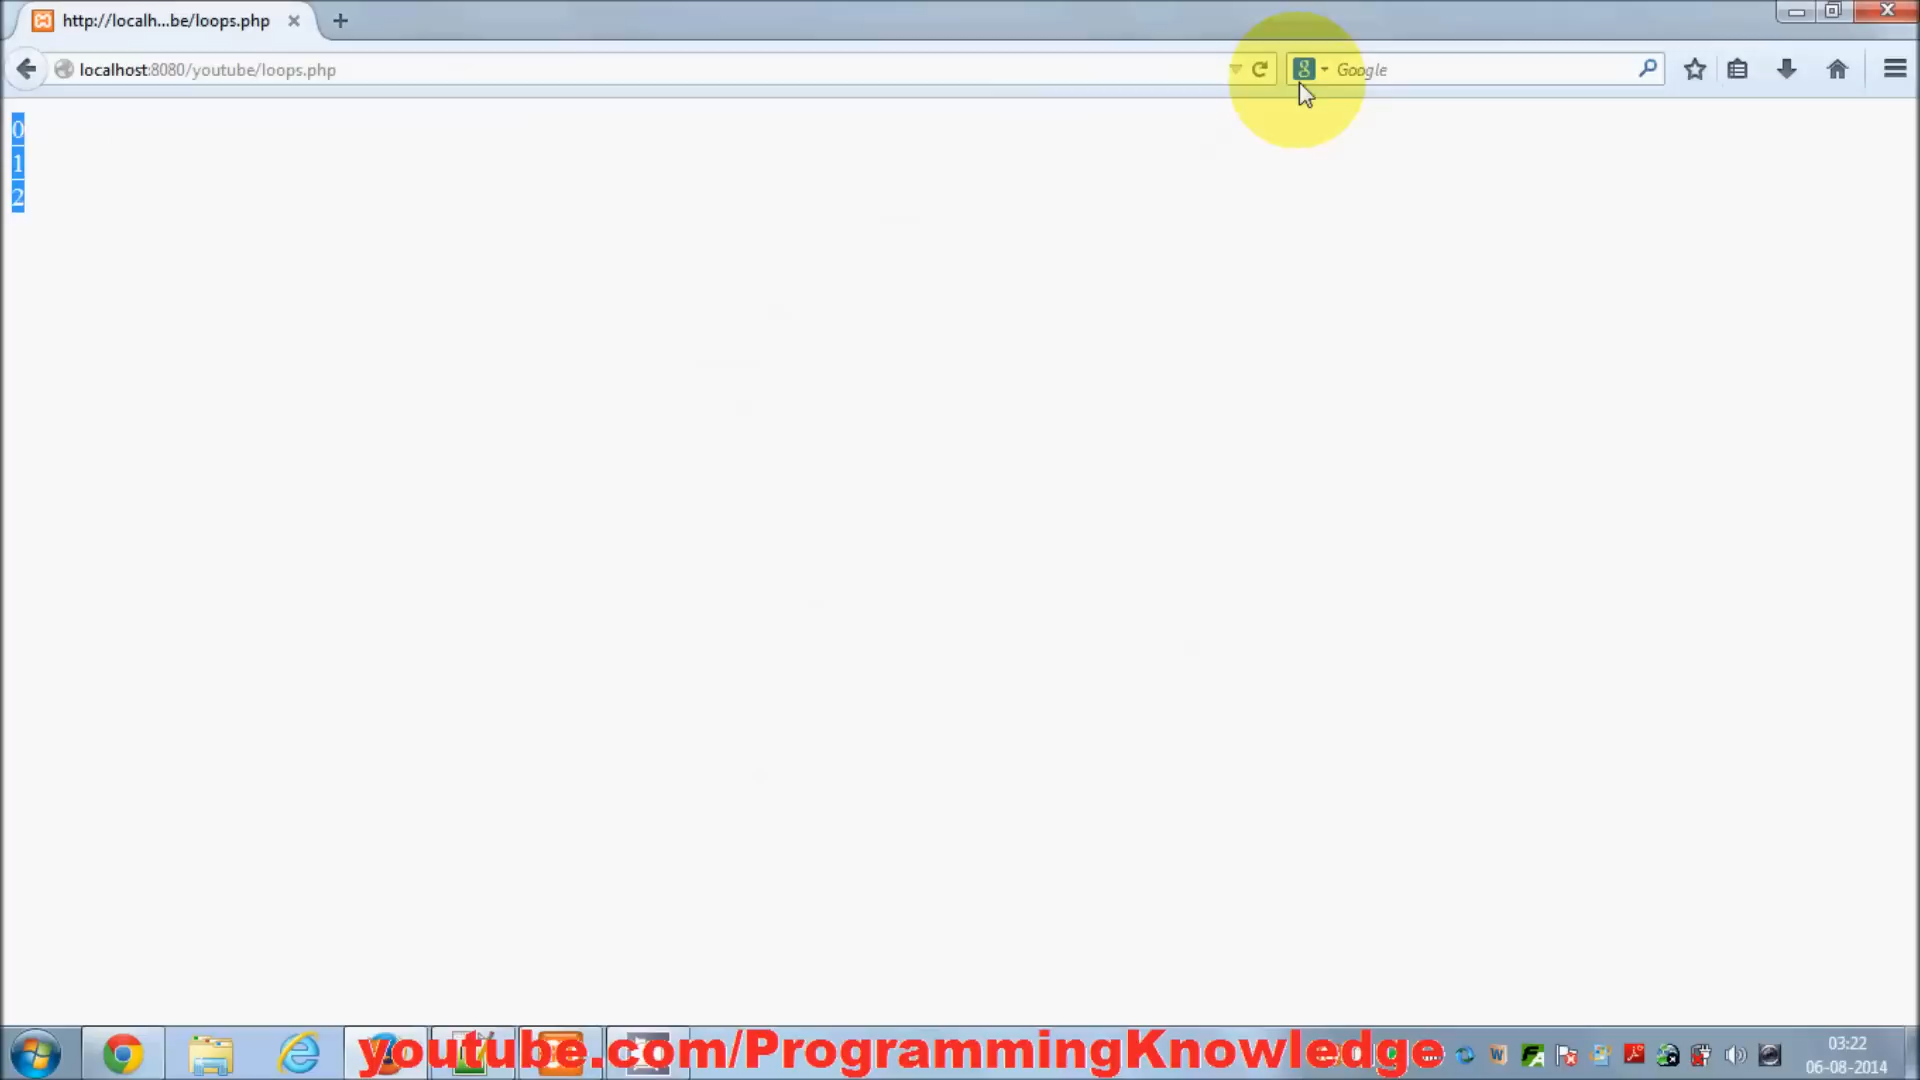 http://localh...be/loops.php
localhost:8080/youtube/loops.php
Google
0
1
2
youtube.com/ProgrammingKnowledge
03:22
06-08-2014